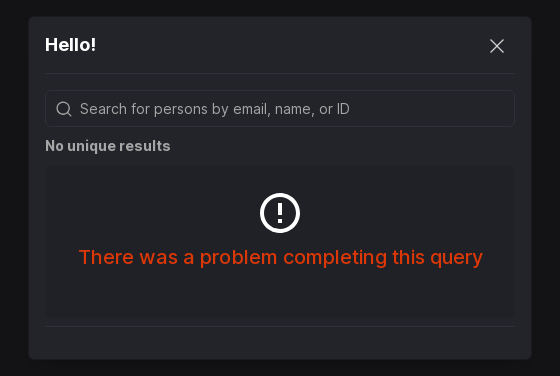 Hello!
Search for persons by email, name, or ID
No unique results
There was a problem completing this query